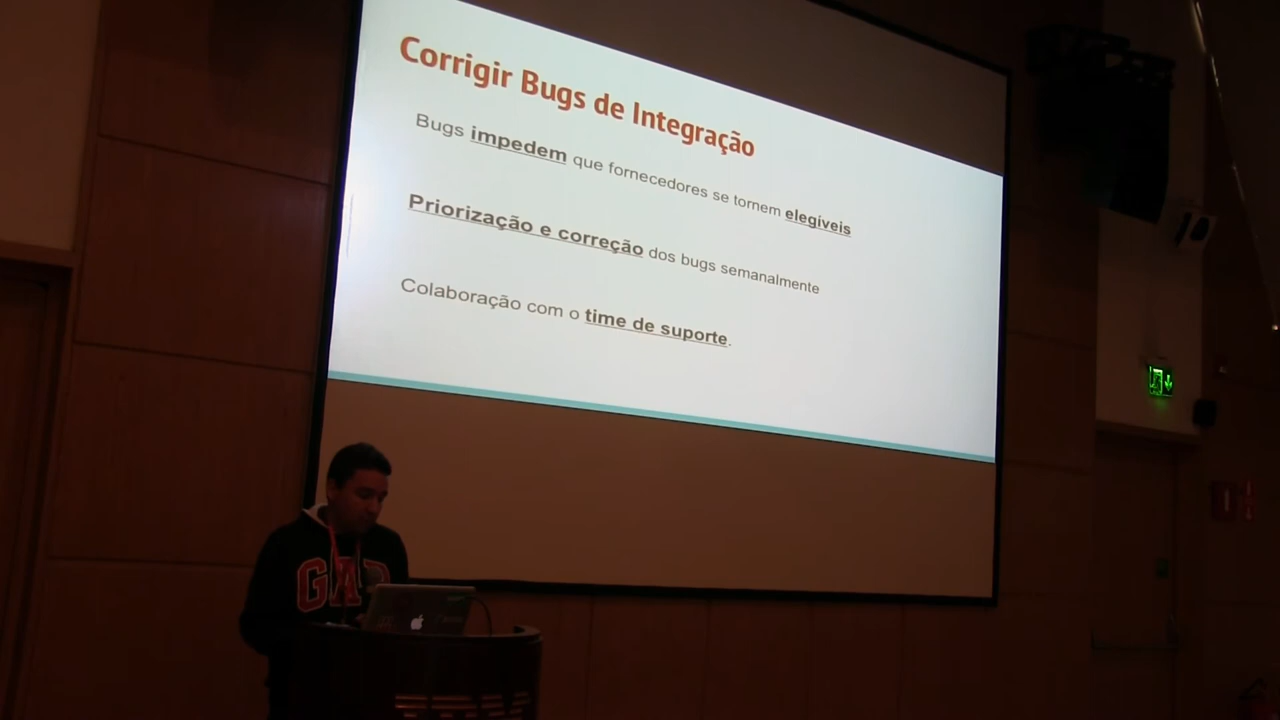 Corrigir Bugs de Integração
Bugs impedem que fornecedores se tornem elegíveis
Priorização e correção dos bugs semanalmente
Colaboração com o time de suporte.
GAP